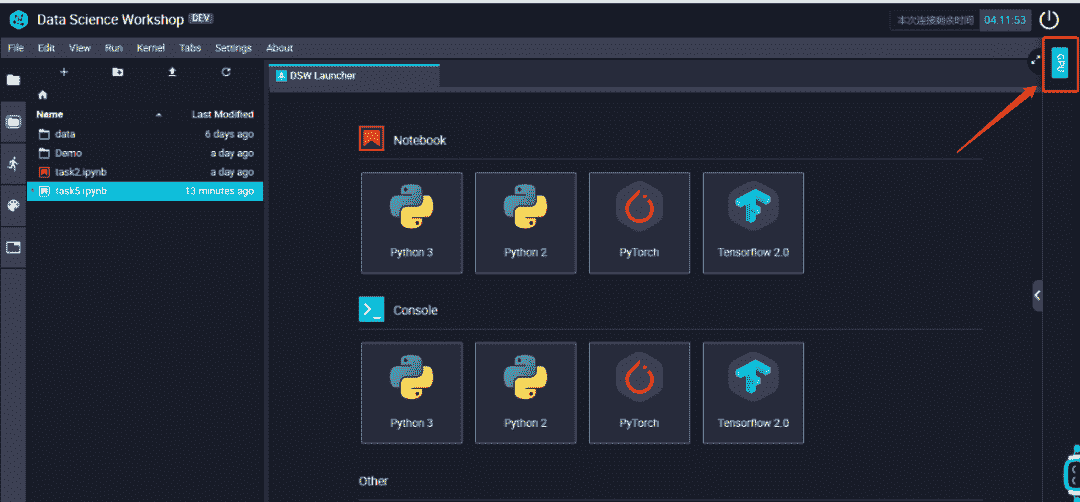 Data Science Workshop DEV
本次连接剩余时间 04:11:53
File Edit View Run Kernel Tabs Settings About
GPU
DSW Launcher
Name Last Modified
data 6 days ago
Demo a day ago
task2.ipynb a day ago
task5.ipynb 13 minutes ago
Notebook
Python 3 Python 2 PyTorch Tensorflow 2.0
Console
Python 3 Python 2 PyTorch Tensorflow 2.0
Other